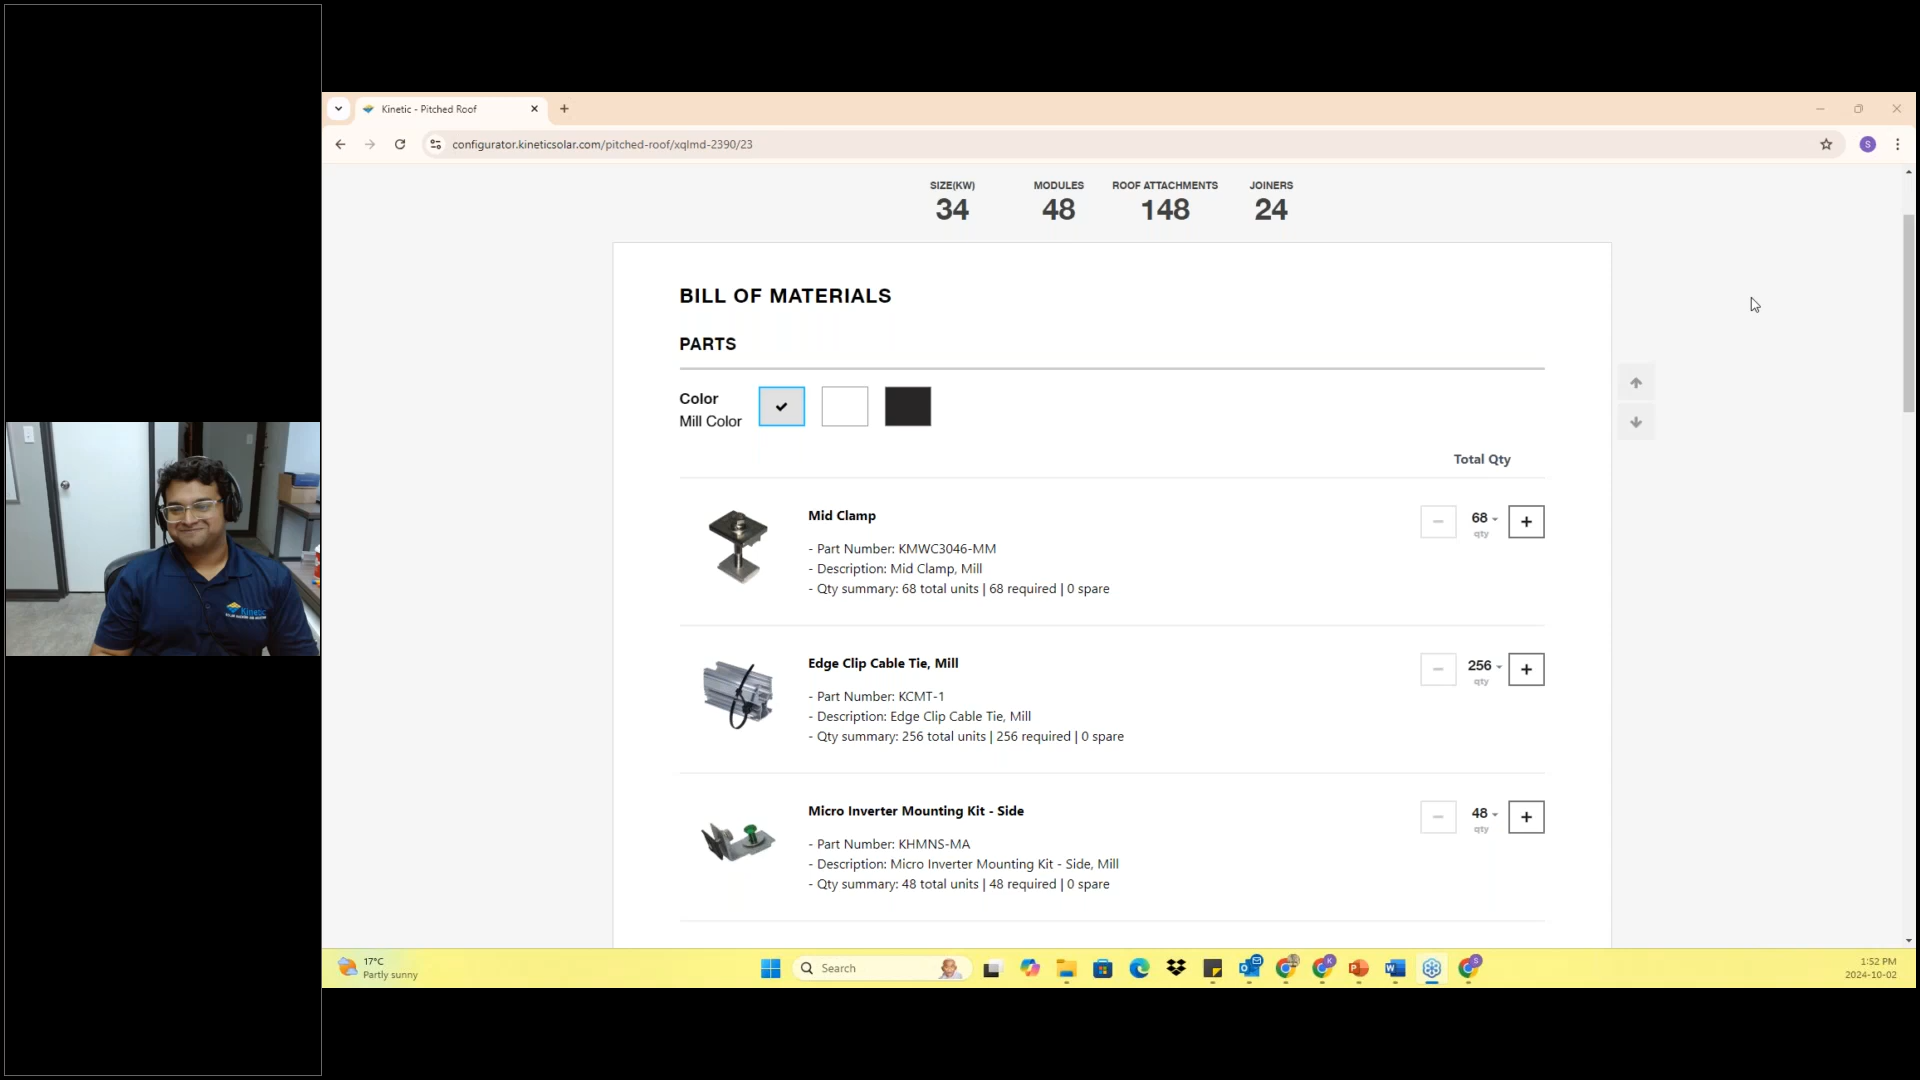 Kinetic - Pitched Roof
configurator.kineticsolar.com/pitched-roof/xqlmd-2390/23
S
SIZE(KW) MODULES ROOF ATTACHMENTS JOINERS
34 48 148 24
BILL OF MATERIALS
PARTS
Color
Mill Color
Total Qty
Mid Clamp
- Part Number: KMWC3046-MM
- Description: Mid Clamp, Mill
- Qty summary: 68 total units | 68 required | 0 spare
− 68 +
qty
Edge Clip Cable Tie, Mill
- Part Number: KCMT-1
- Description: Edge Clip Cable Tie, Mill
- Qty summary: 256 total units | 256 required | 0 spare
− 256 +
qty
Micro Inverter Mounting Kit - Side
- Part Number: KHMNS-MA
- Description: Micro Inverter Mounting Kit - Side, Mill
- Qty summary: 48 total units | 48 required | 0 spare
− 48 +
qty
Kinetic
17°C
Partly sunny
Search
1:52 PM
2024-10-02